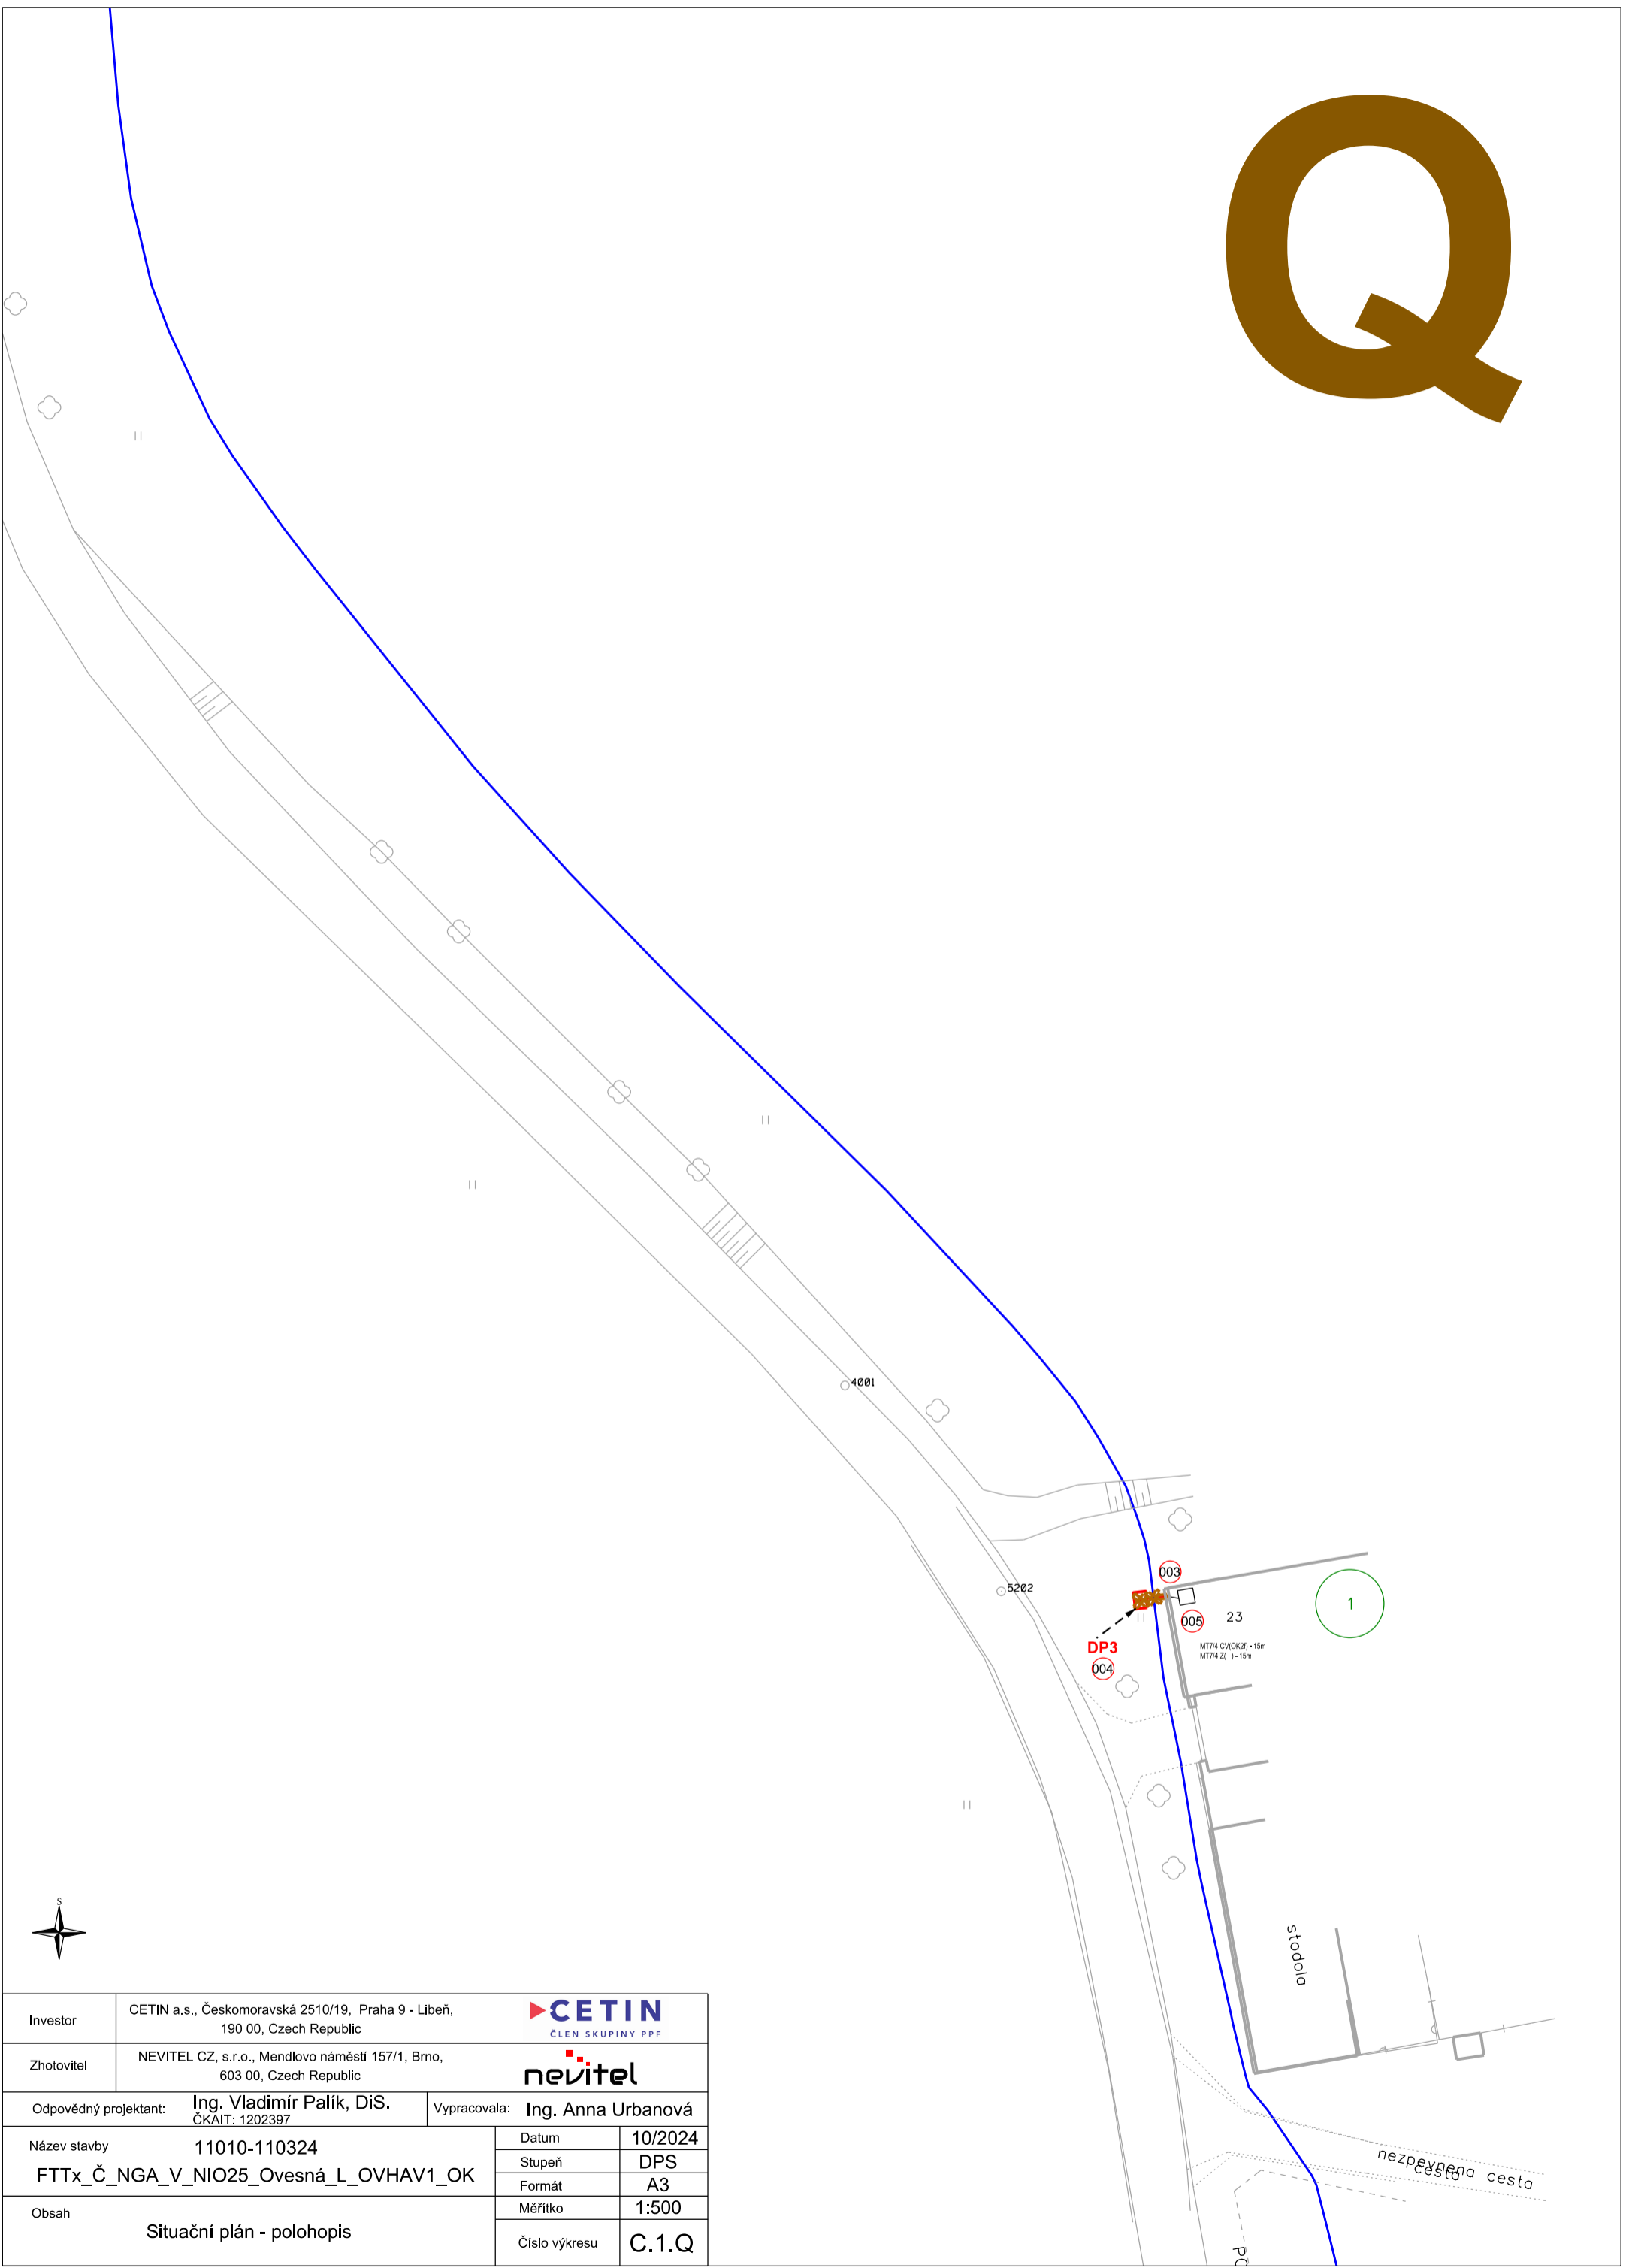 Q
4001
5202
003
005
23
1
MT7/4 CV(OK2f) - 15m
MT7/4 Z( ) - 15m
DP3
004
stodola
nezpevnena cesta
cesta
S
Investor
CETIN a.s., Českomoravská 2510/19, Praha 9 - Libeň,
190 00, Czech Republic
CETIN
ČLEN SKUPINY PPF
Zhotovitel
NEVITEL CZ, s.r.o., Mendlovo náměstí 157/1, Brno,
603 00, Czech Republic
nevitel
Odpovědný projektant:
Ing. Vladimír Palík, DiS.
ČKAIT: 1202397
Vypracovala:
Ing. Anna Urbanová
Název stavby
11010-110324
FTTx_Č_NGA_V_NIO25_Ovesná_L_OVHAV1_OK
Datum
10/2024
Stupeň
DPS
Formát
A3
Měřítko
1:500
Obsah
Situační plán - polohopis
Číslo výkresu
C.1.Q